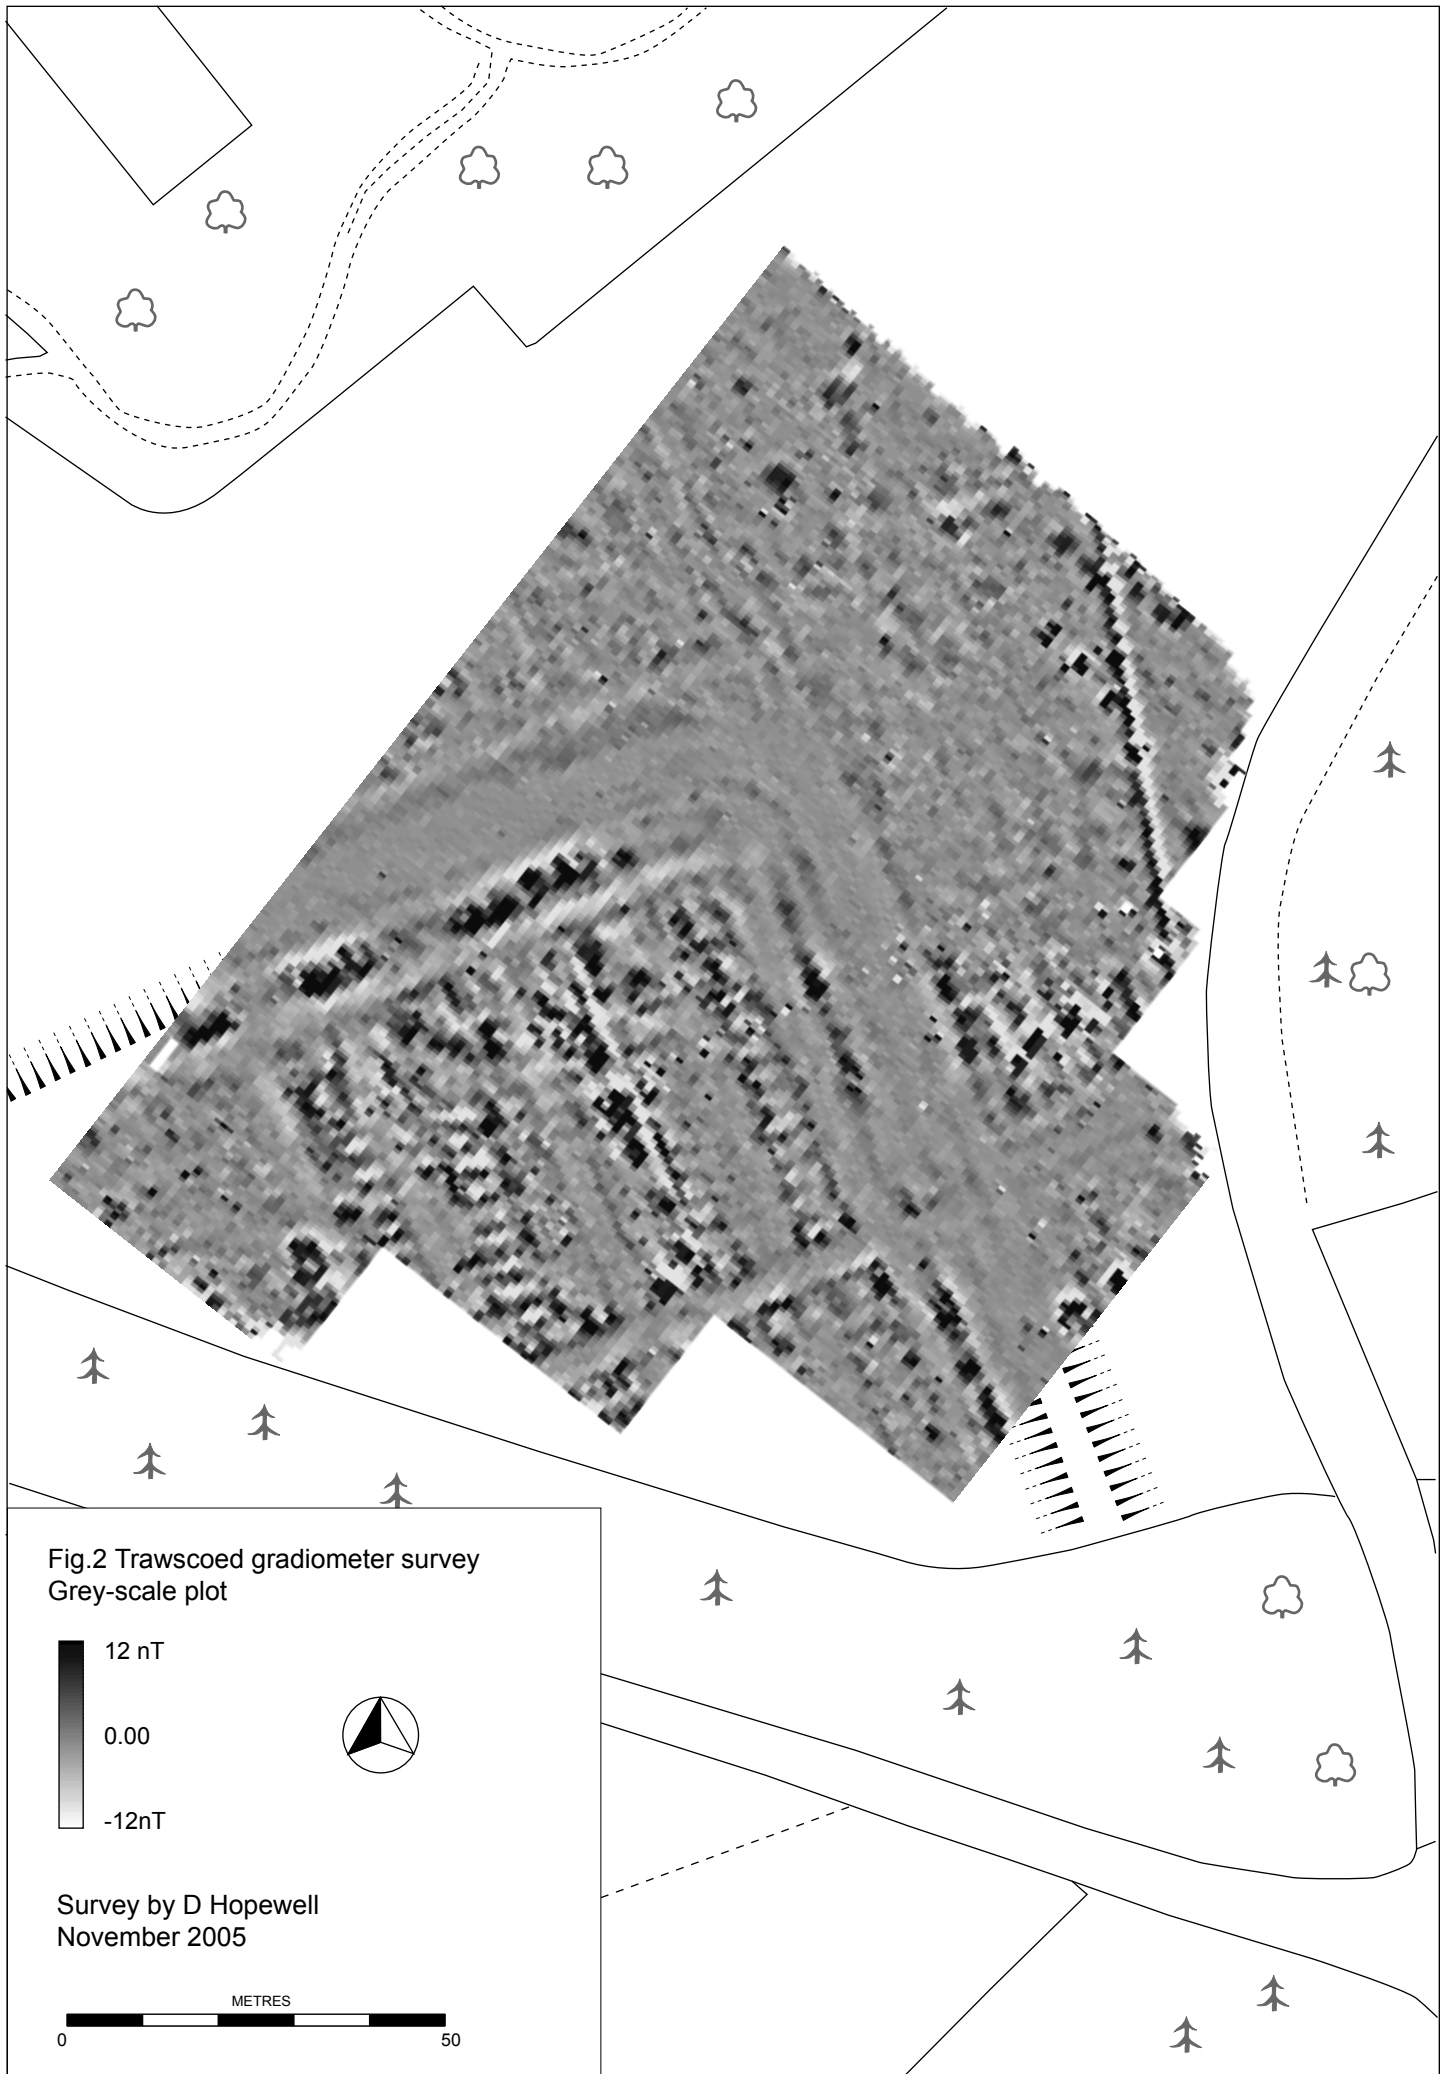 Fig.2 Trawscoed gradiometer survey
Grey-scale plot
12 nT
0.00
-12nT
Survey by D Hopewell
November 2005
METRES
0 50